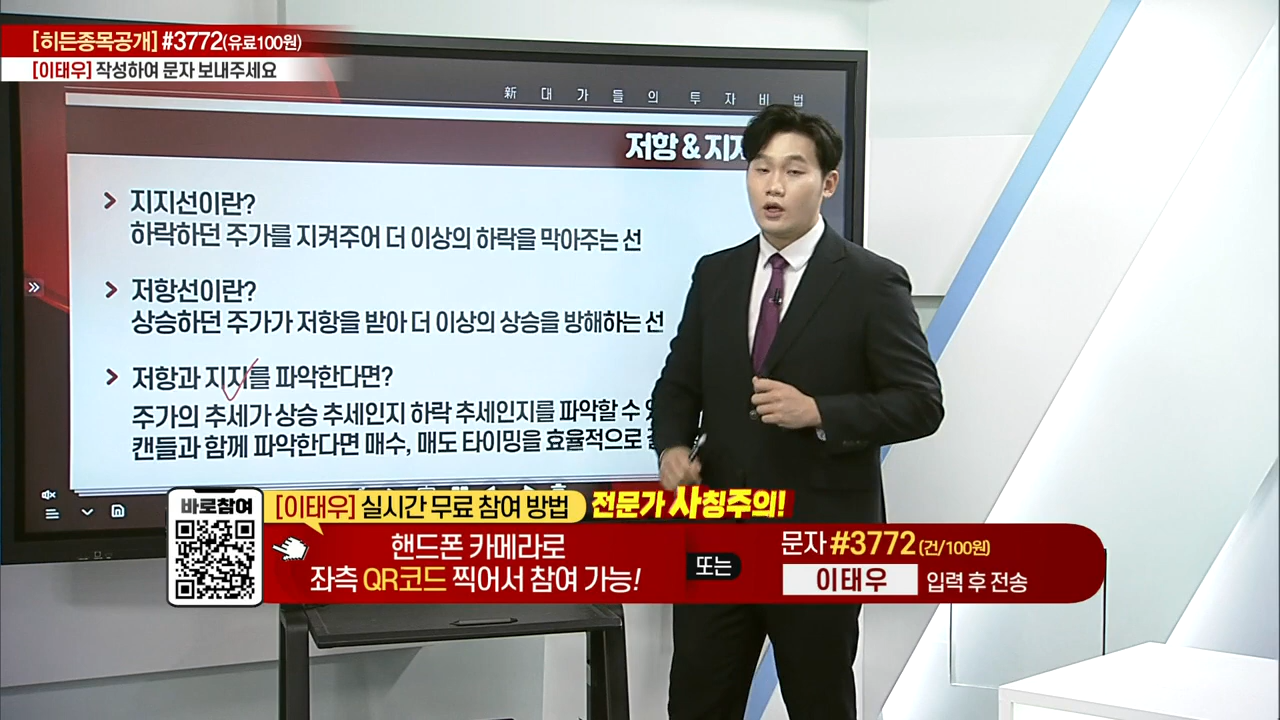 [히든종목공개] #3772(유료100원)
[이태우] 작성하여 문자 보내주세요
新 대가들의 투자비법
저항 &
지지선이란?
하락하던 주가를 지켜주어 더 이상의 하락을 막아주는 선
저항선이란?
상승하던 주가가 저항을 받아 더 이상의 상승을 방해하는 선
저항과 지지를 파악한다면?
주가의 추세가 상승 추세인지 하락 추세인지를 파악할 수
캔들과 함께 파악한다면 매수, 매도 타이밍을 효율적으로
바로참여
[이태우] 실시간 무료 참여 방법
전문가 사칭주의!
핸드폰 카메라로
좌측 QR코드 찍어서 참여 가능!
또는
문자 #3772 (건/100원)
이태우 입력 후 전송